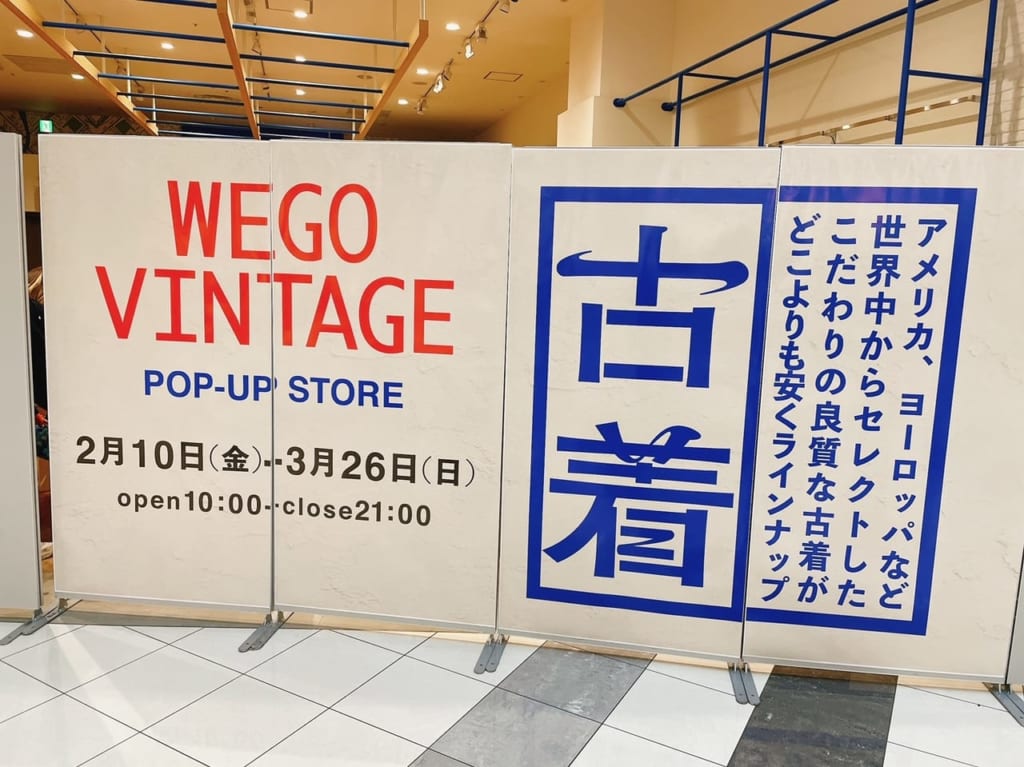 WEGO
VINTAGE
POP-UP STORE
2月10日(金)--3月26日(日)
open10:00--close21:00
古着
アメリカ、ヨーロッパなど
世界中からセレクトした
こだわりの良質な古着が
どこよりも安くラインナップ